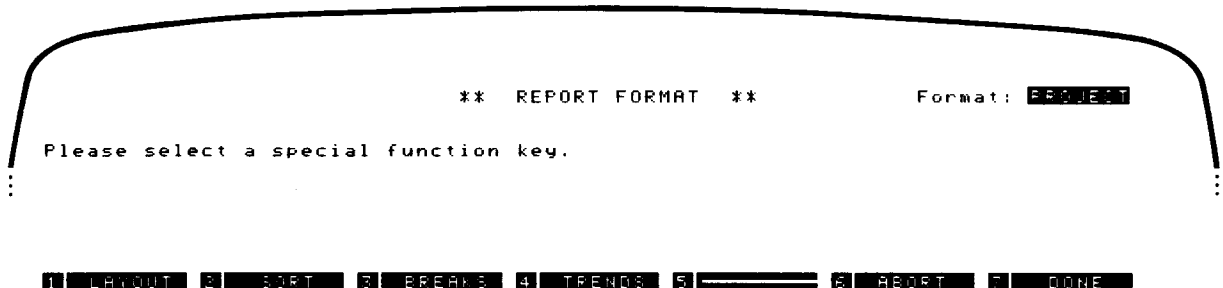 ** REPORT FORMAT ** Format: PROJECT
Please select a special function key.
1 LAYOUT 2 SORT 3 BREAKS 4 TRENDS 5 6 ABORT 7 DONE